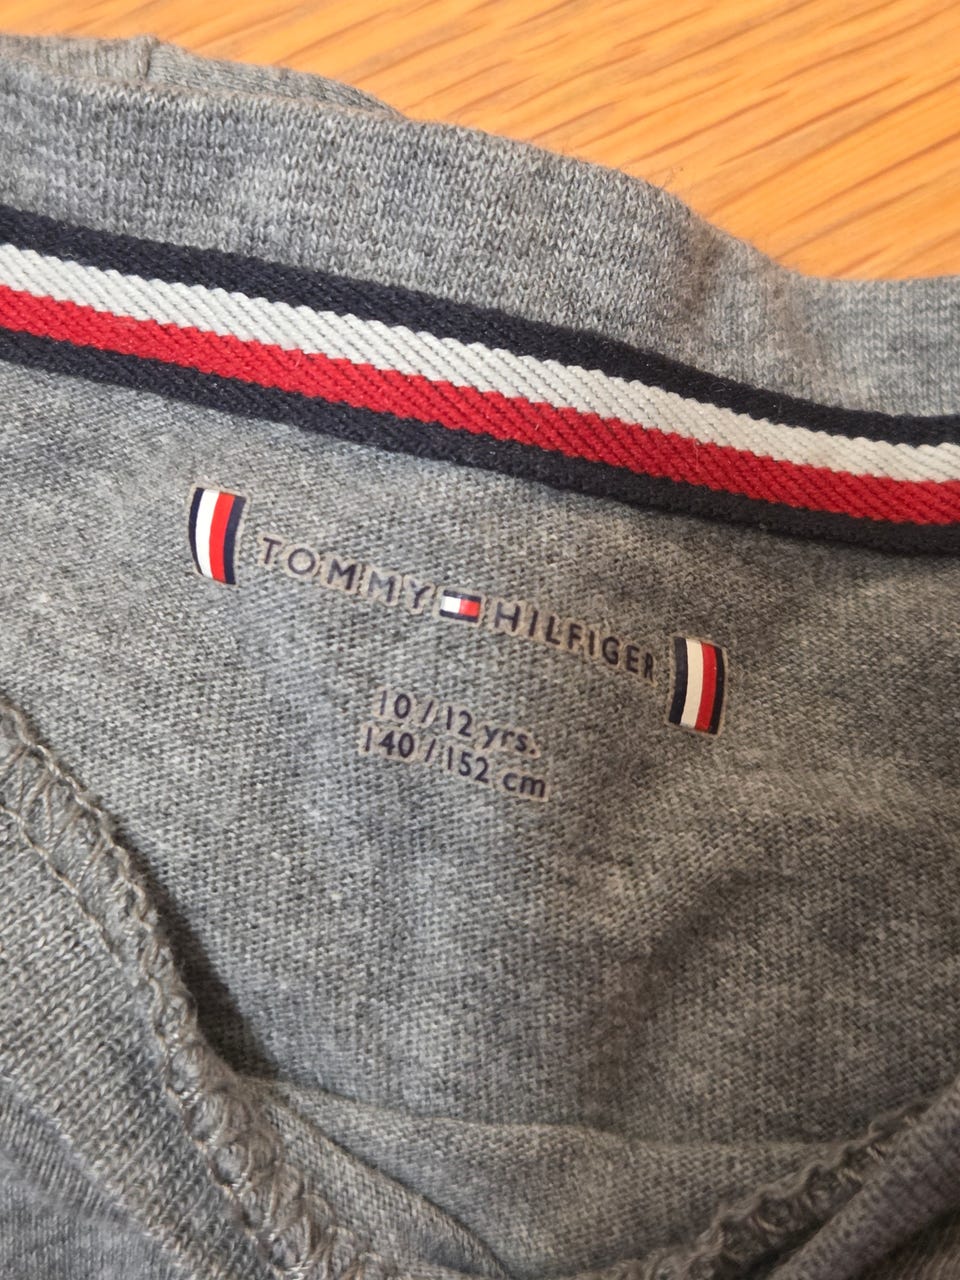 TOMMY HILFIGER
10/12 yrs.
140/152 cm